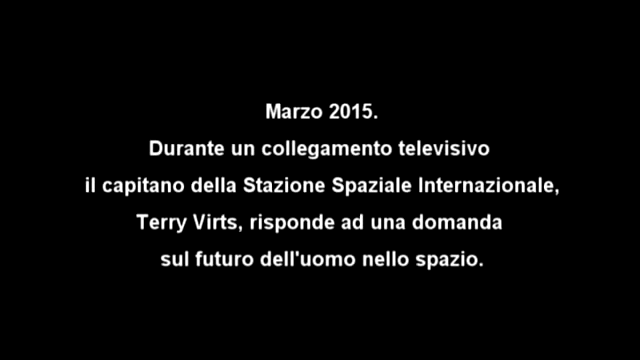 Marzo 2015.
Durante un collegamento televisivo
il capitano della Stazione Spaziale Internazionale,
Terry Virts, risponde ad una domanda
sul futuro dell'uomo nello spazio.